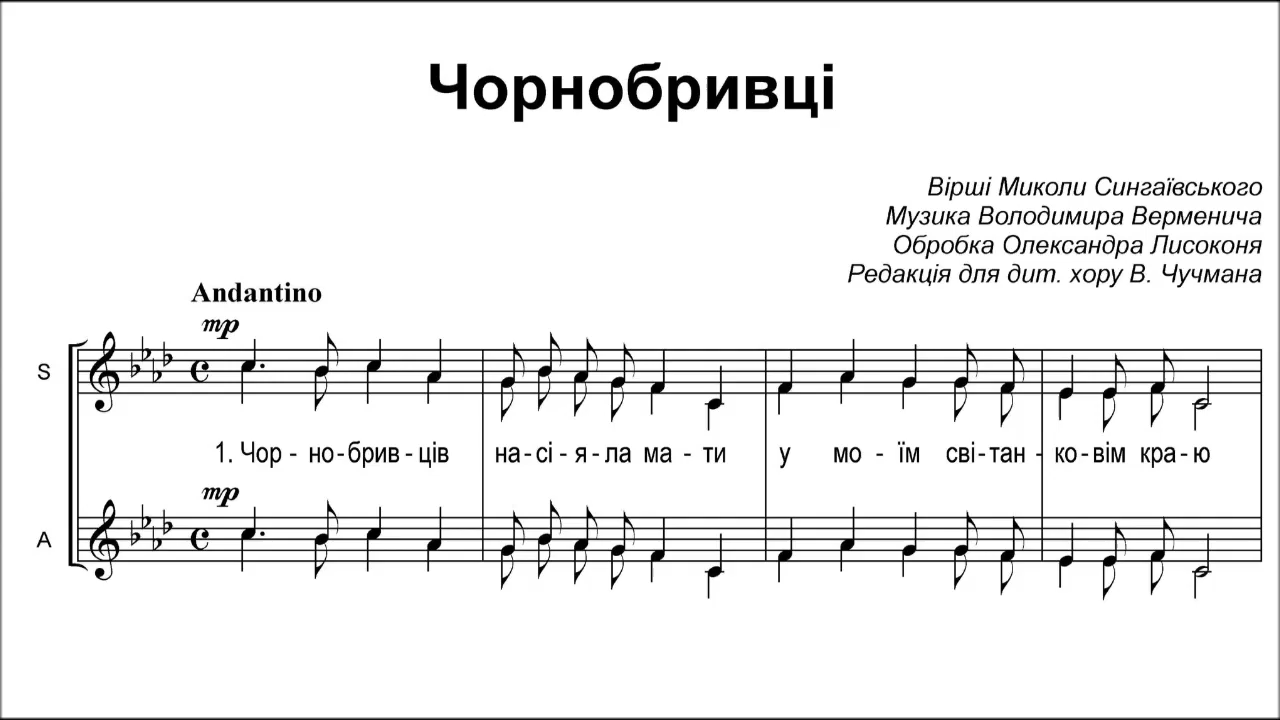 Чорнобривці
Вірші Миколи Сингаївського
Музика Володимира Верменича
Обробка Олександра Лисоконя
Редакція для дит. хору В. Чучмана
Andantino
mp
S
1. Чор - но - брив - ців на - сі - я - ла ма - ти у мо - їм сві - тан - ко - вім кра - ю
mp
A